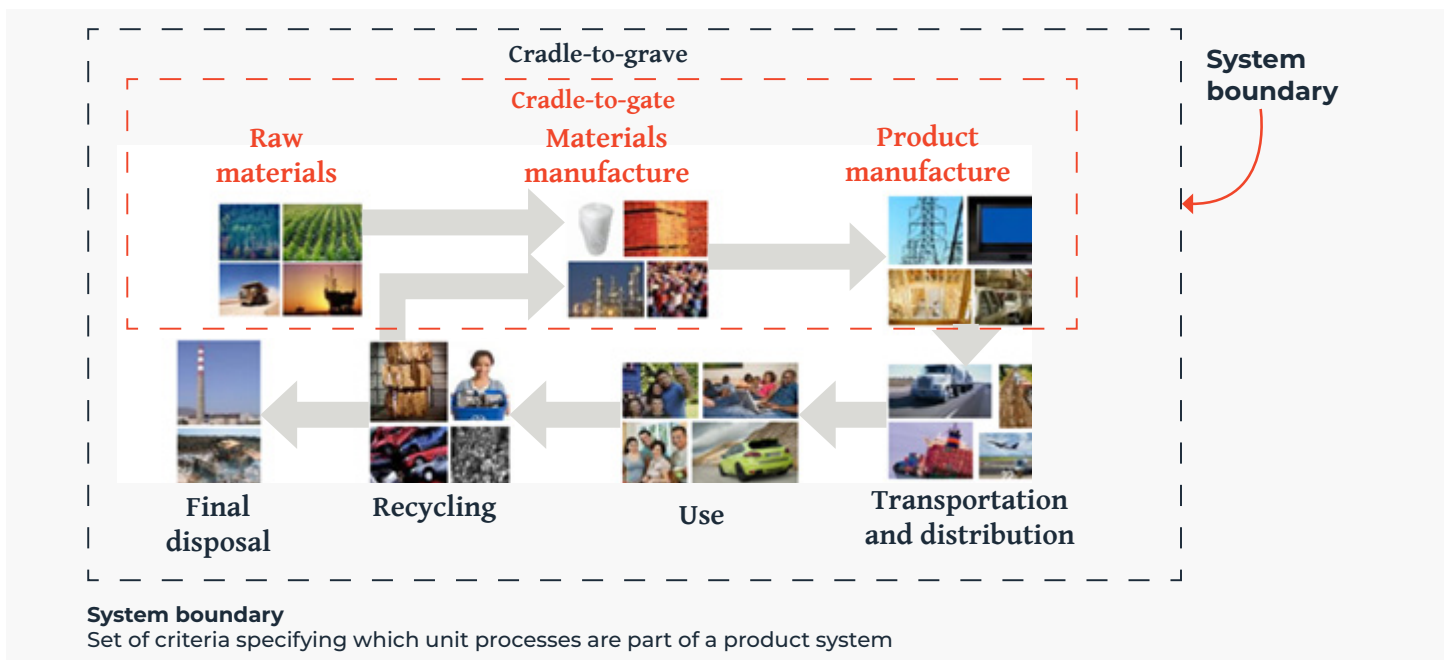 Cradle-to-grave
System
boundary
Cradle-to-gate
Raw
materials
Materials
manufacture
Product
manufacture
Final
disposal
Recycling
Use
Transportation
and distribution
System boundary
Set of criteria specifying which unit processes are part of a product system